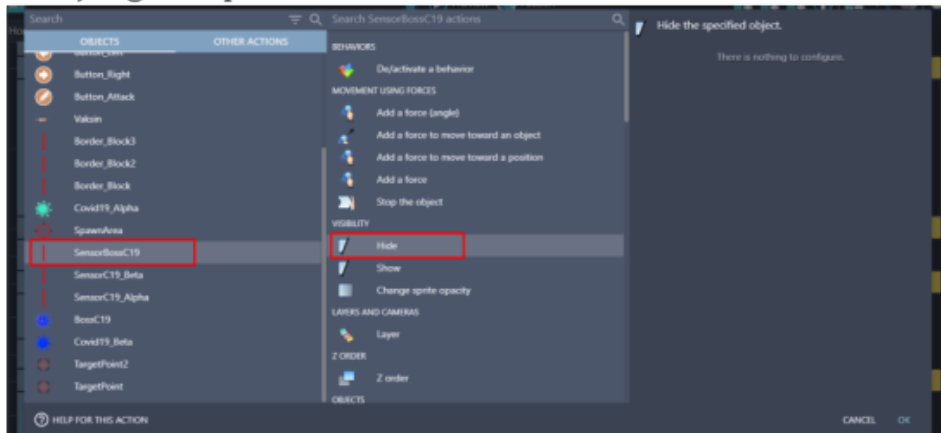 Search
Search SensorBossC19 actions
Hide the specified object.
There is nothing to configure.
OBJECTS
OTHER ACTIONS
Button_Right
Button_Attack
Vaksin
Border_Block3
Border_Block2
Border_Block
Covid19_Alpha
SpawnArea
SensorBossC19
SensorC19_Beta
SensorC19_Alpha
BossC19
Covid19_Beta
TargetPoint2
TargetPoint
BEHAVIORS
De/activate a behavior
MOVEMENT USING FORCES
Add a force (angle)
Add a force to move toward an object
Add a force to move toward a position
Add a force
Stop the object
VISIBILITY
Hide
Show
Change sprite opacity
LAYERS AND CAMERAS
Layer
Z ORDER
Z order
OBJECTS
HELP FOR THIS ACTION
CANCEL
OK